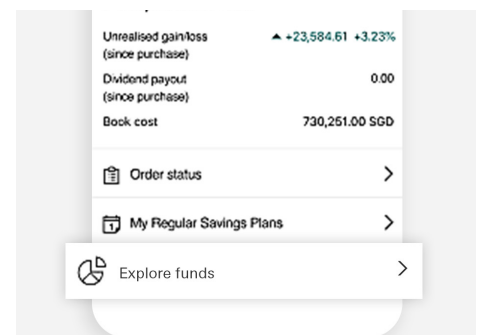 Unrealised gain/loss ▲ +23,584.61 +3.23%
(since purchase)
Dividend payout 0.00
(since purchase)
Book cost 730,251.00 SGD
Order status
1 My Regular Savings Plans
Explore funds